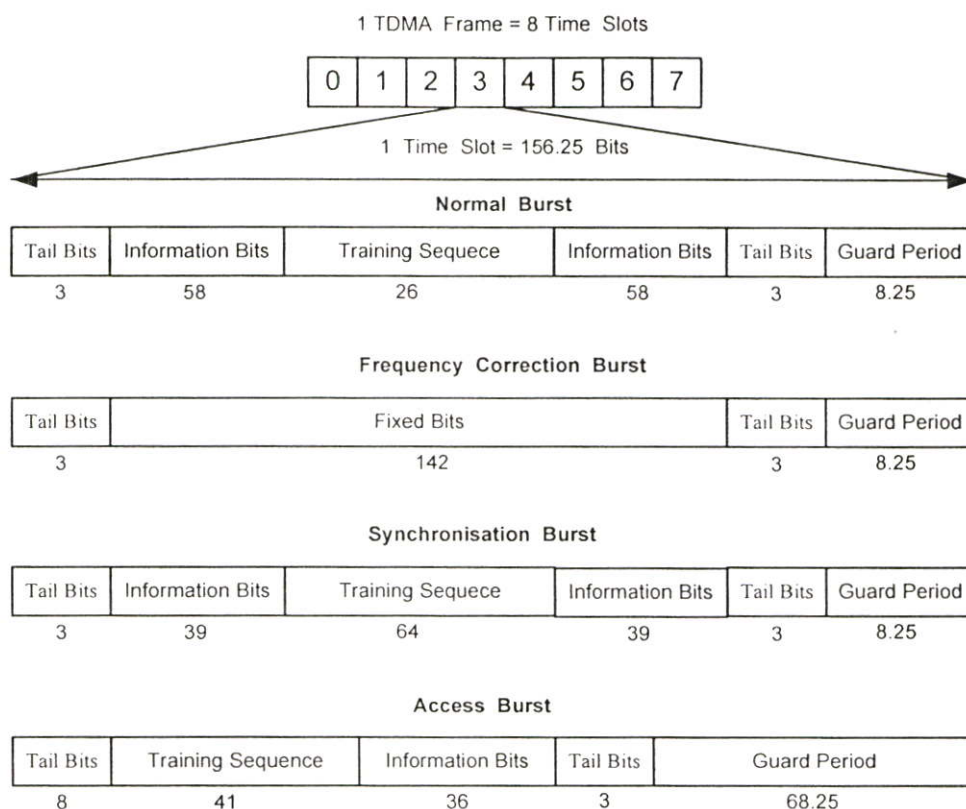 1 TDMA Frame = 8 Time Slots
0 1 2 3 4 5 6 7
1 Time Slot = 156.25 Bits
Normal Burst
Tail Bits Information Bits Training Sequece Information Bits Tail Bits Guard Period
3 58 26 58 3 8.25
Frequency Correction Burst
Tail Bits Fixed Bits Tail Bits Guard Period
3 142 3 8.25
Synchronisation Burst
Tail Bits Information Bits Training Sequece Information Bits Tail Bits Guard Period
3 39 64 39 3 8.25
Access Burst
Tail Bits Training Sequence Information Bits Tail Bits Guard Period
8 41 36 3 68.25